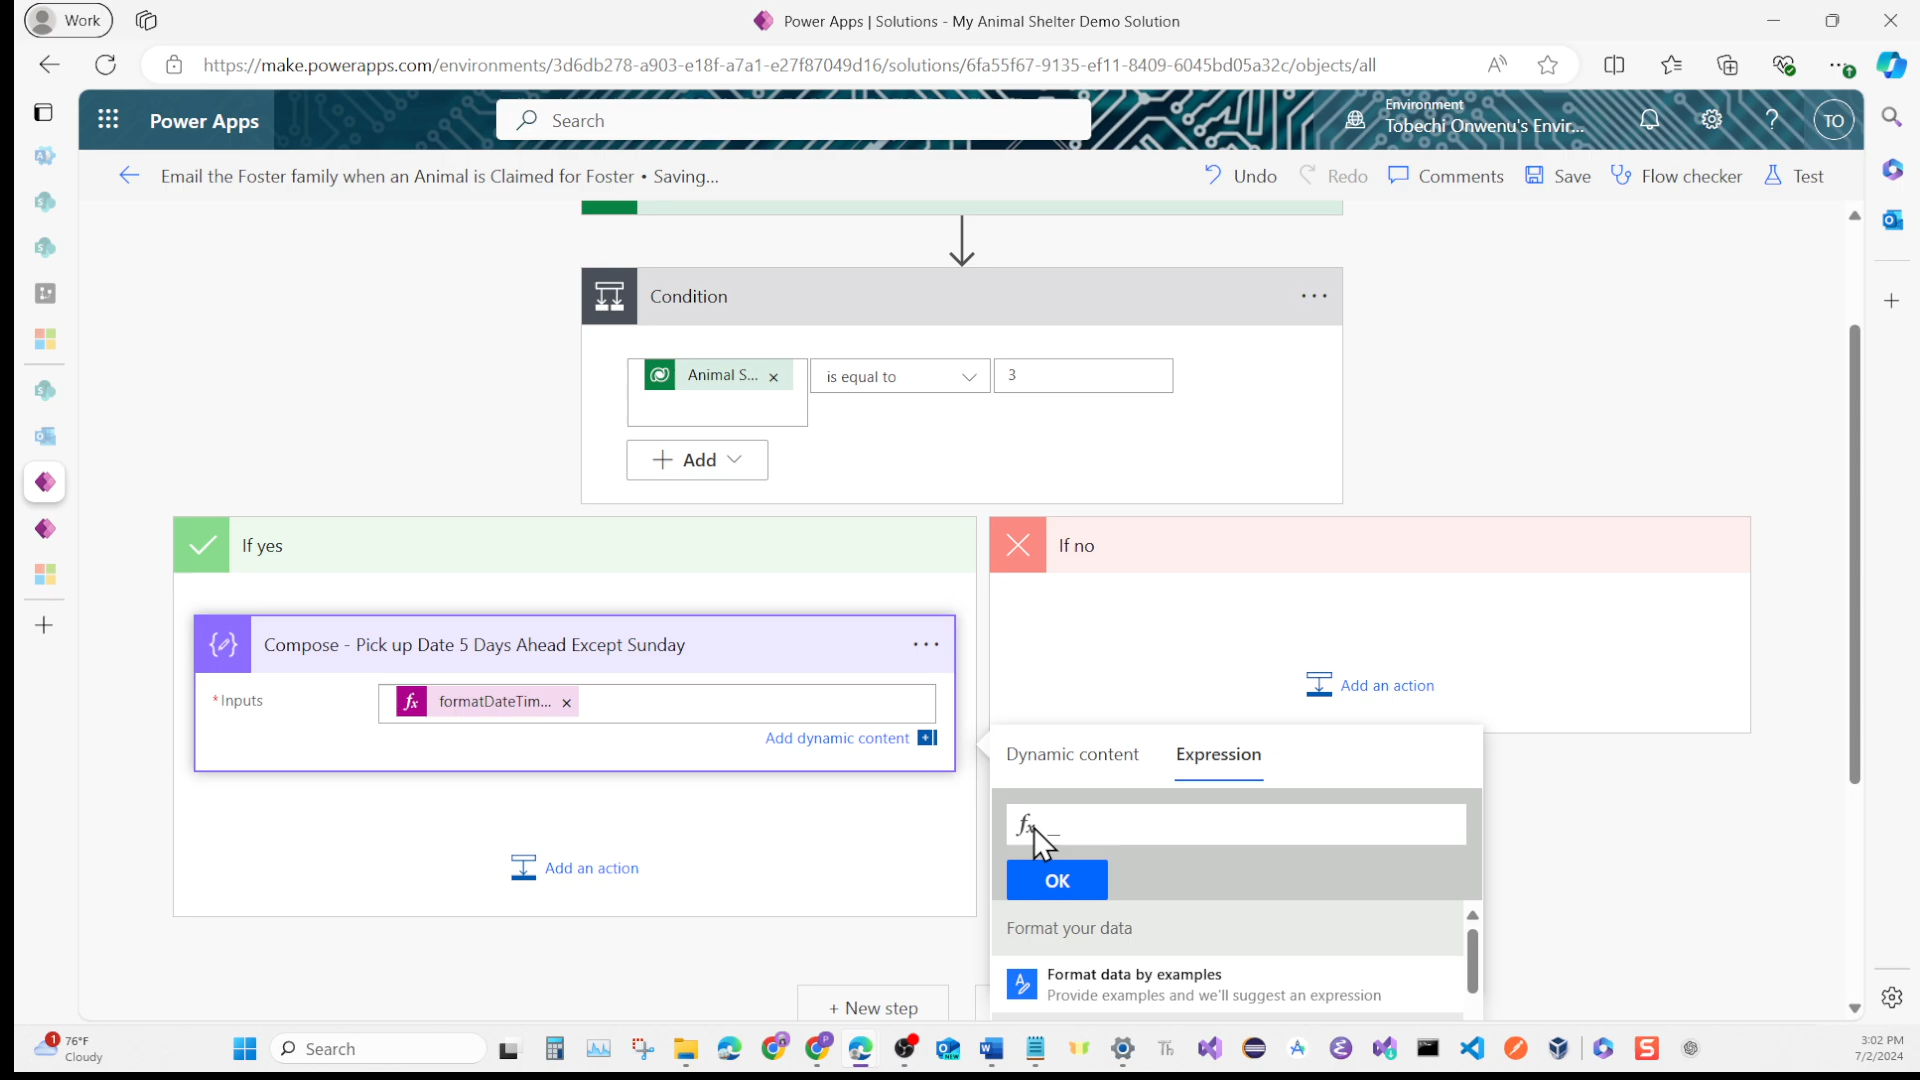 Work
Power Apps | Solutions - My Animal Shelter Demo Solution
https://make.powerapps.com/environments/3d6db278-a903-e18f-a7a1-e27f87049d16/solutions/6fa55f67-9135-ef11-8409-6045bd05a32c/objects/all
Power Apps
Search
Environment
Tobechi Onwenu's Envir...
TO
Email the Foster family when an Animal is Claimed for Foster • Saving...
Undo
Redo
Comments
Save
Flow checker
Test
Condition
Animal S...
is equal to
3
Add
If yes
If no
Compose - Pick up Date 5 Days Ahead Except Sunday
*Inputs
fx formatDateTim...
Add dynamic content
Add an action
Add an action
Dynamic content
Expression
fx _
OK
Format your data
Format data by examples
Provide examples and we'll suggest an expression
+ New step
1
76°F
Cloudy
Search
NEW
Th
3:02 PM
7/2/2024